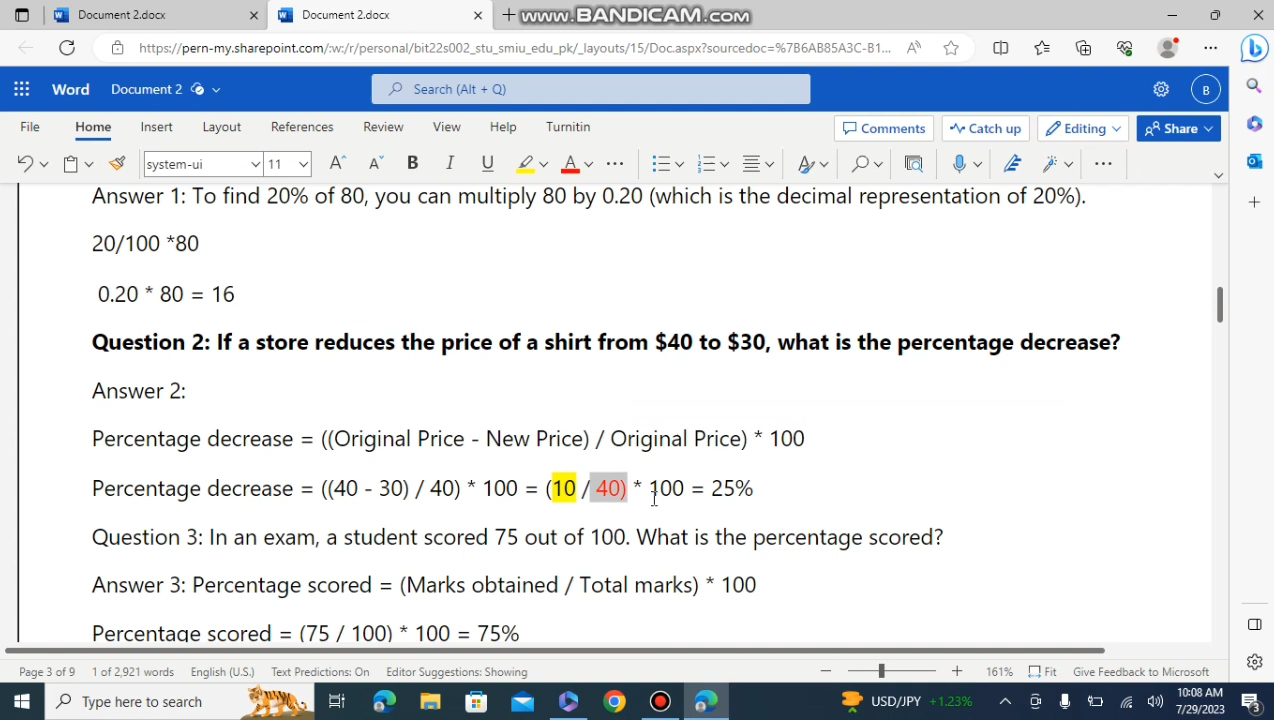 Document 2.docx
Document 2.docx
www.BANDICAM.com
https://pern-my.sharepoint.com/:w:/r/personal/bit22s002_stu_smiu_edu_pk/_layouts/15/Doc.aspx?sourcedoc=%7B6AB85A3C-B1...
Word
Document 2
Search (Alt + Q)
B
File
Home
Insert
Layout
References
Review
View
Help
Turnitin
Comments
Catch up
Editing
Share
system-ui
11
Answer 1: To find 20% of 80, you can multiply 80 by 0.20 (which is the decimal representation of 20%).
20/100 *80
0.20 * 80 = 16
Question 2: If a store reduces the price of a shirt from $40 to $30, what is the percentage decrease?
Answer 2:
Percentage decrease = ((Original Price - New Price) / Original Price) * 100
Percentage decrease = ((40 - 30) / 40) * 100 = (10 / 40) * 100 = 25%
Question 3: In an exam, a student scored 75 out of 100. What is the percentage scored?
Answer 3: Percentage scored = (Marks obtained / Total marks) * 100
Percentage scored = (75 / 100) * 100 = 75%
Page 3 of 9
1 of 2,921 words
English (U.S.)
Text Predictions: On
Editor Suggestions: Showing
161%
Fit
Give Feedback to Microsoft
Type here to search
USD/JPY +1.23%
10:08 AM
7/29/2023
3